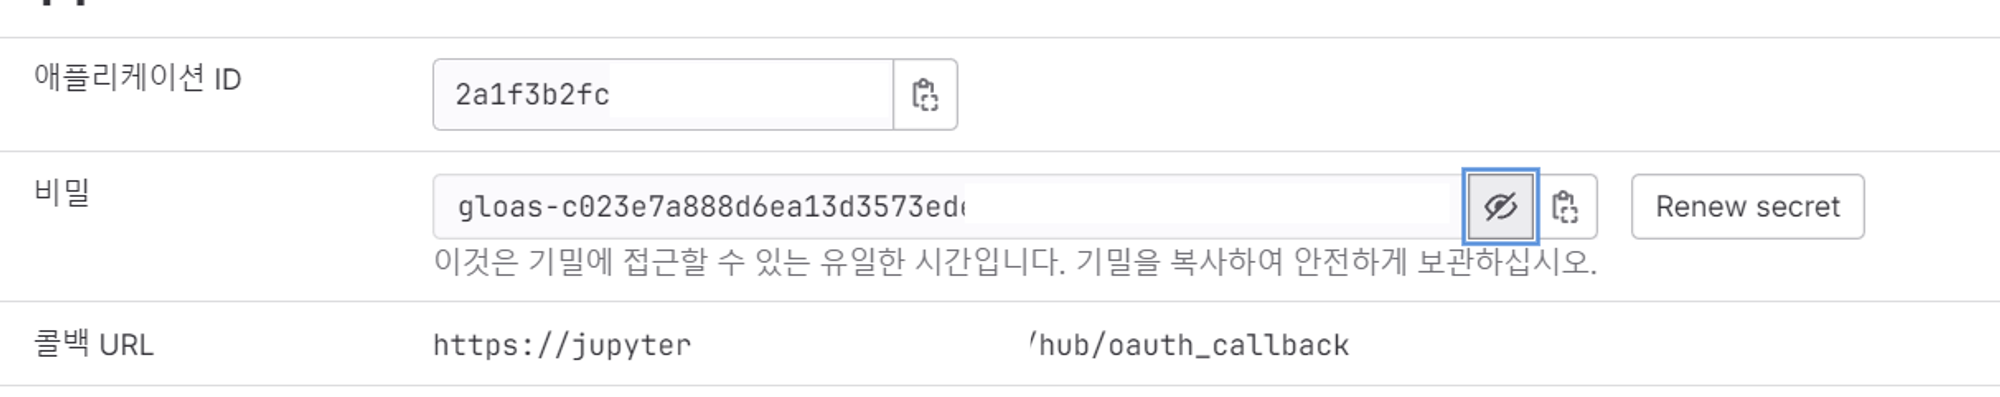 애플리케이션 ID
2a1f3b2fc
비밀
gloas-c023e7a888d6ea13d3573ed
Renew secret
이것은 기밀에 접근할 수 있는 유일한 시간입니다. 기밀을 복사하여 안전하게 보관하십시오.
콜백 URL
https://jupyter /hub/oauth_callback